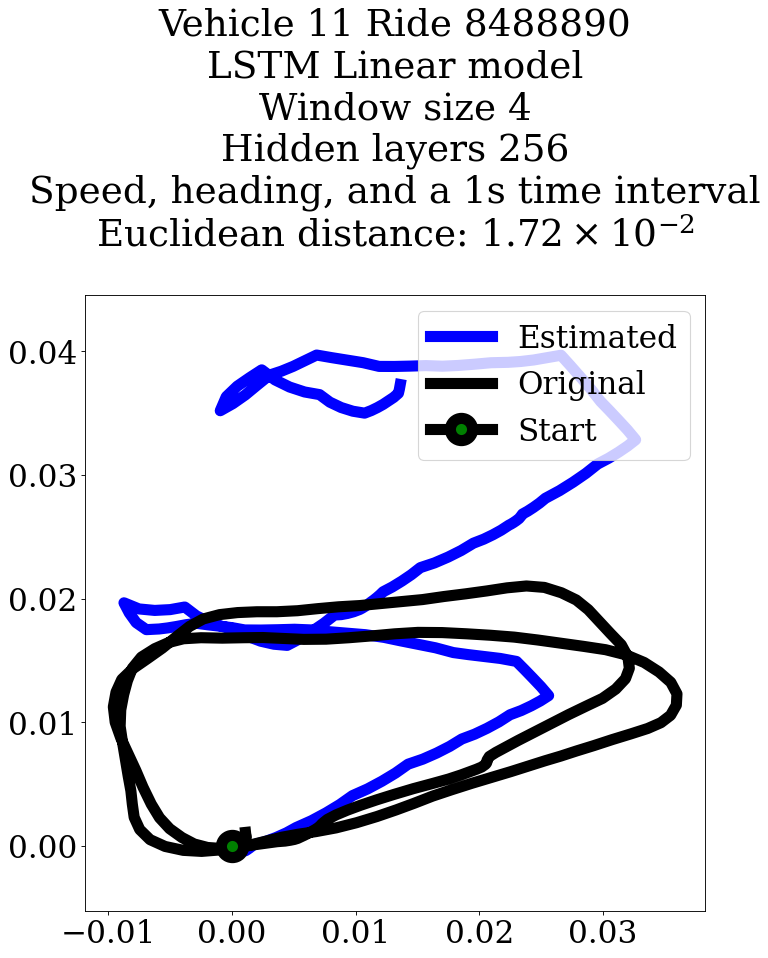 Vehicle 11 Ride 8488890
LSTM Linear model
Window size 4
Hidden layers 256
Speed, heading, and a 1s time interval
Euclidean distance: 1.72 × 10⁻²
Estimated
Original
Start
0.04
0.03
0.02
0.01
0.00
−0.01 0.00 0.01 0.02 0.03